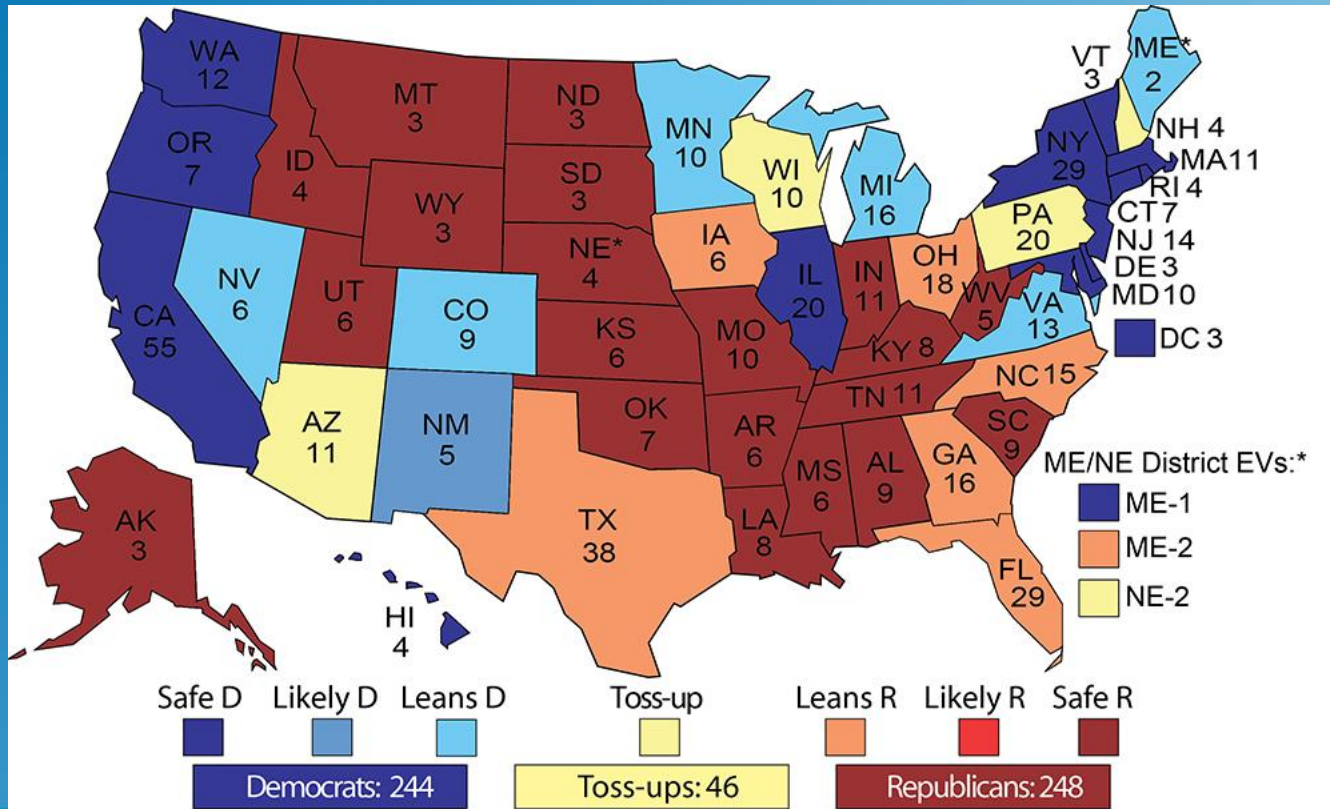 WA
12
OR
7
CA
55
NV
6
ID
4
MT
3
WY
3
UT
6
AZ
11
CO
9
NM
5
ND
3
SD
3
NE*
4
KS
6
OK
7
TX
38
MN
10
IA
6
MO
10
AR
6
LA
8
WI
10
IL
20
MI
16
IN
11
OH
18
KY 8
TN 11
MS
6
AL
9
GA
16
FL
29
SC
9
NC 15
VA
13
WV
5
PA
20
NY
29
VT
3
ME*
2
NH 4
MA 11
RI 4
CT 7
NJ 14
DE 3
MD 10
DC 3
AK
3
HI
4
ME/NE District EVs:*
ME-1
ME-2
NE-2
Safe D Likely D Leans D Toss-up Leans R Likely R Safe R
Democrats: 244 Toss-ups: 46 Republicans: 248